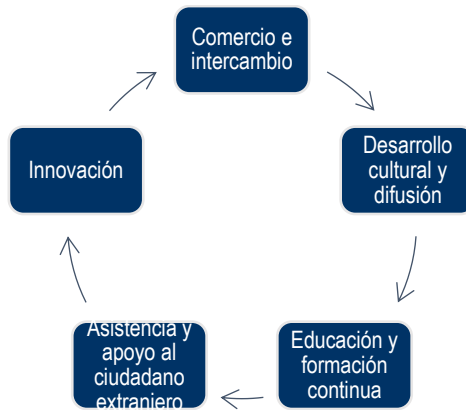 Comercio e
intercambio
Desarrollo
cultural y
difusión
Educación y
formación
continua
Asistencia y
apoyo al
ciudadano
extranjero
Innovación